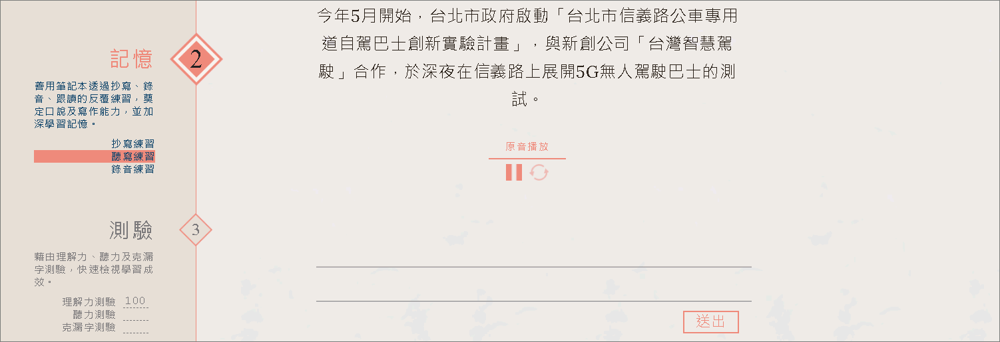 記憶
2
善用筆記本透過抄寫、錄
音、跟讀的反覆練習，奠
定口說及寫作能力，並加
深學習記憶。
抄寫練習
聽寫練習
錄音練習
測驗
3
藉由理解力、聽力及克漏
字測驗，快速檢視學習成
效。
理解力測驗 100
聽力測驗
克漏字測驗
今年5月開始，台北市政府啟動「台北市信義路公車專用
道自駕巴士創新實驗計畫」，與新創公司「台灣智慧駕
駛」合作，於深夜在信義路上展開5G無人駕駛巴士的測
試。
原音播放
送出